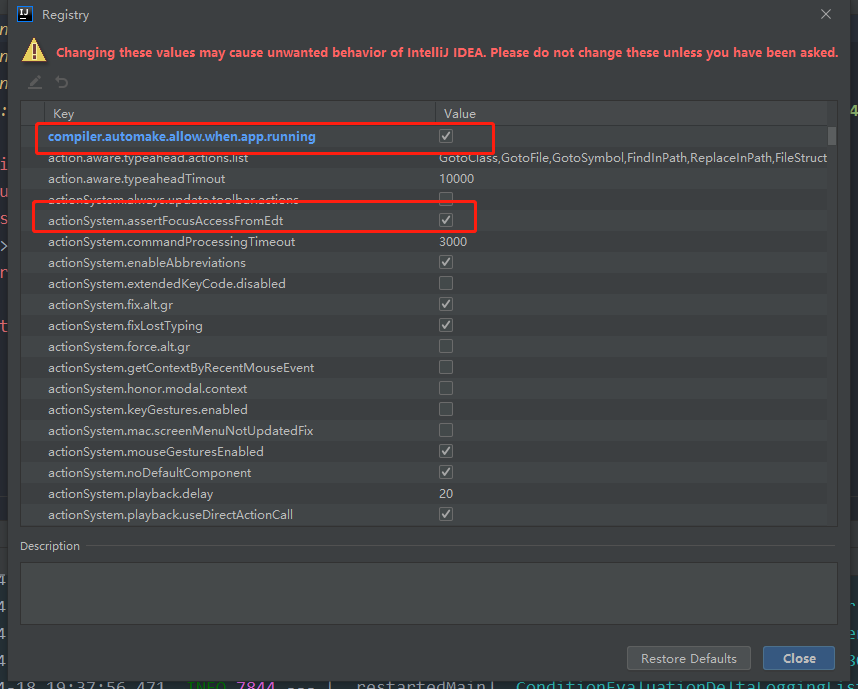 Registry
Changing these values may cause unwanted behavior of IntelliJ IDEA. Please do not change these unless you have been asked.
Key Value
compiler.automake.allow.when.app.running
action.aware.typeahead.actions.list GotoClass,GotoFile,GotoSymbol,FindInPath,ReplaceInPath,FileStruct
action.aware.typeaheadTimout 10000
actionSystem.always.update.toolbar.actions
actionSystem.assertFocusAccessFromEdt
actionSystem.commandProcessingTimeout 3000
actionSystem.enableAbbreviations
actionSystem.extendedKeyCode.disabled
actionSystem.fix.alt.gr
actionSystem.fixLostTyping
actionSystem.force.alt.gr
actionSystem.getContextByRecentMouseEvent
actionSystem.honor.modal.context
actionSystem.keyGestures.enabled
actionSystem.mac.screenMenuNotUpdatedFix
actionSystem.mouseGesturesEnabled
actionSystem.noDefaultComponent
actionSystem.playback.delay 20
actionSystem.playback.useDirectActionCall
Description
Restore Defaults Close
4-18 19:37:56.471 INFO 7844 --- [ restartedMain] ConditionEvaluationDeltaLoggingLis